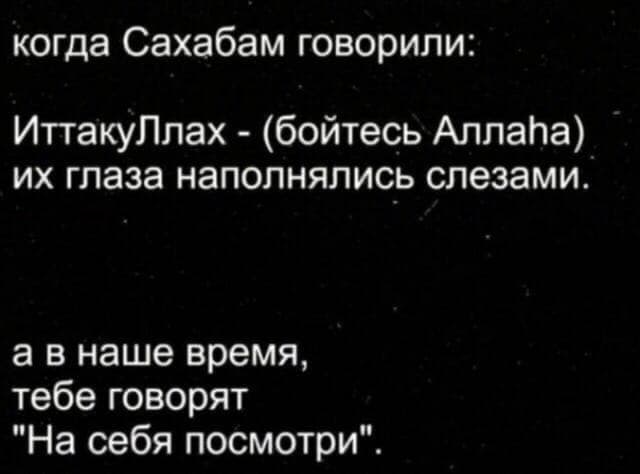 когда Сахабам говорили:
ИттакуЛлах - (бойтесь Аллаhа)
их глаза наполнялись слезами.
а в наше время,
тебе говорят
"На себя посмотри".